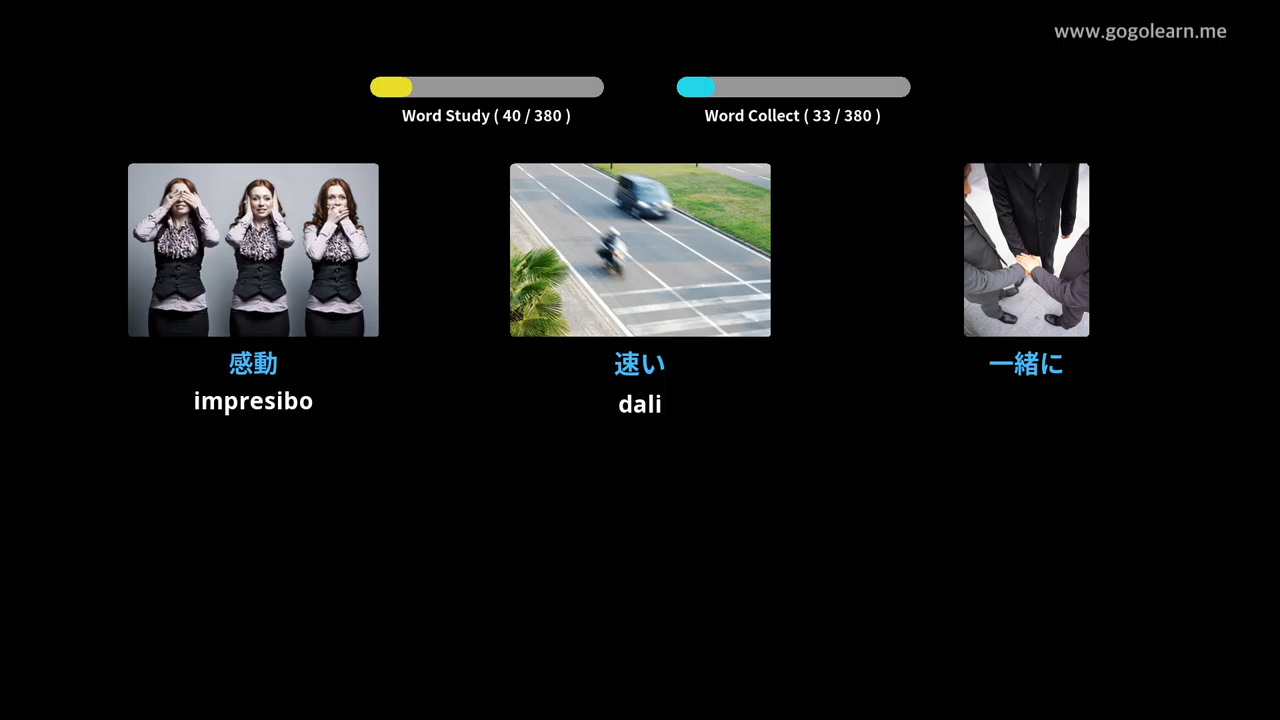 www.gogolearn.me
Word Study ( 40 / 380 )
Word Collect ( 33 / 380 )
感動
速い
一緒に
impresibo
dali